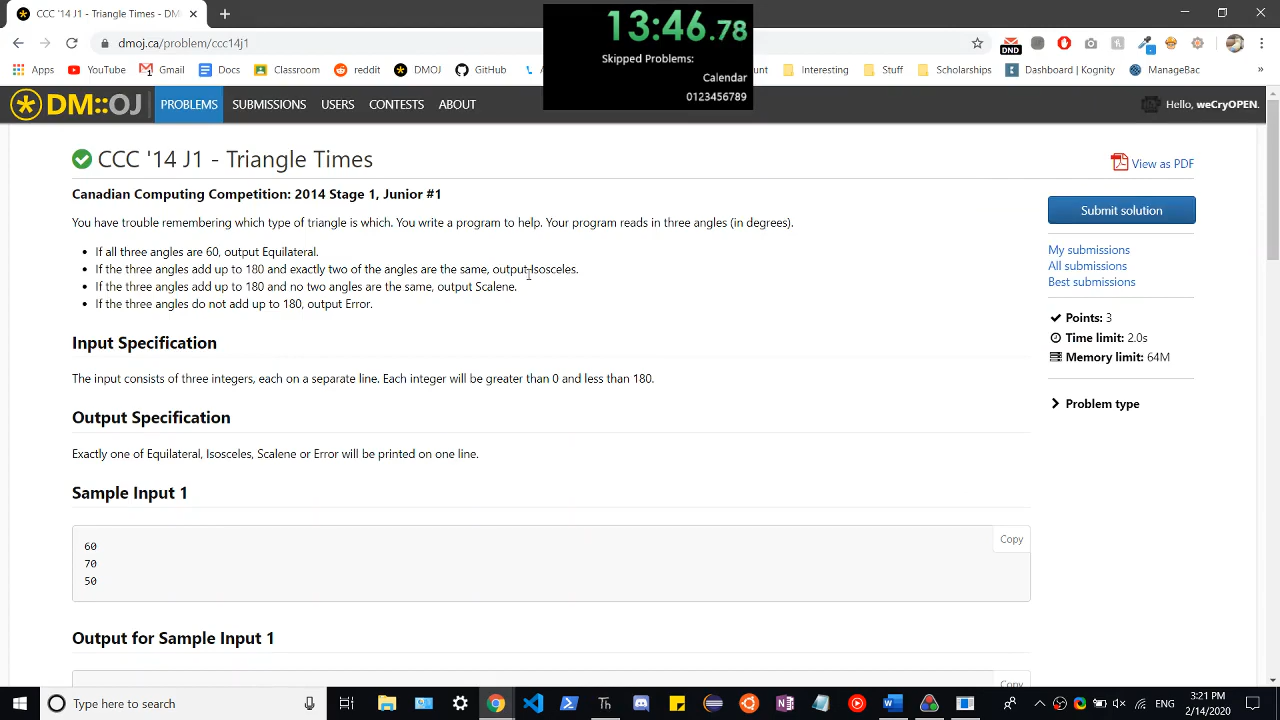 Triangle Times - DM
13:46.78
Skipped Problems:
Calendar
0123456789
dmoj.ca/problem/ccc14j1
DND
Apps
YouTube
Gmail
Docs
Classroom
reddit
DMOJ
GitHub
unt
Interesting
Stuff
Scholarships
Dashboard | Kognity
ManageBac
»
DM::OJ
PROBLEMS
SUBMISSIONS
USERS
CONTESTS
ABOUT
Hello, weCryOPEN.
CCC '14 J1 - Triangle Times
View as PDF
Canadian Computing Competition: 2014 Stage 1, Junior #1
You have trouble remembering which type of triangle is which. You write a program to help. Your program reads in three angles (in degrees).
• If all three angles are 60, output Equilateral.
• If the three angles add up to 180 and exactly two of the angles are the same, output Isosceles.
• If the three angles add up to 180 and no two angles are the same, output Scalene.
• If the three angles do not add up to 180, output Error.
Submit solution
My submissions
All submissions
Best submissions
Points: 3
Time limit: 2.0s
Memory limit: 64M
Problem type
Input Specification
The input consists of three integers, each on a separate line. Each integer will be greater than 0 and less than 180.
Output Specification
Exactly one of Equilateral, Isosceles, Scalene or Error will be printed on one line.
Sample Input 1
Copy
60
70
50
Output for Sample Input 1
Copy
Type here to search
Th
ENG
3:21 PM
2/14/2020